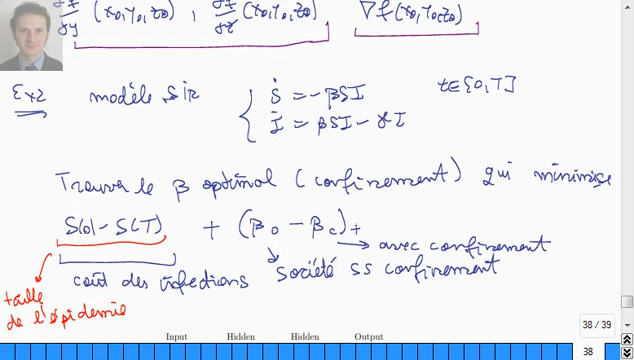 ∂f/∂y (x0,y0,z0) , ∂f/∂z (x0,y0,z0) ∇f(x0,y0,z0)
Ex2 modèle SIR { Ṡ = -βSI t∈[0,T]
İ = βSI - γI
Trouver le β optimal (confinement) qui minimise
S(0)-S(T) + (β0 - βc)+
→ avec confinement
coût des infections société ss confinement
taille
de l'épidemie
38 / 39
Input Hidden Hidden Output
38